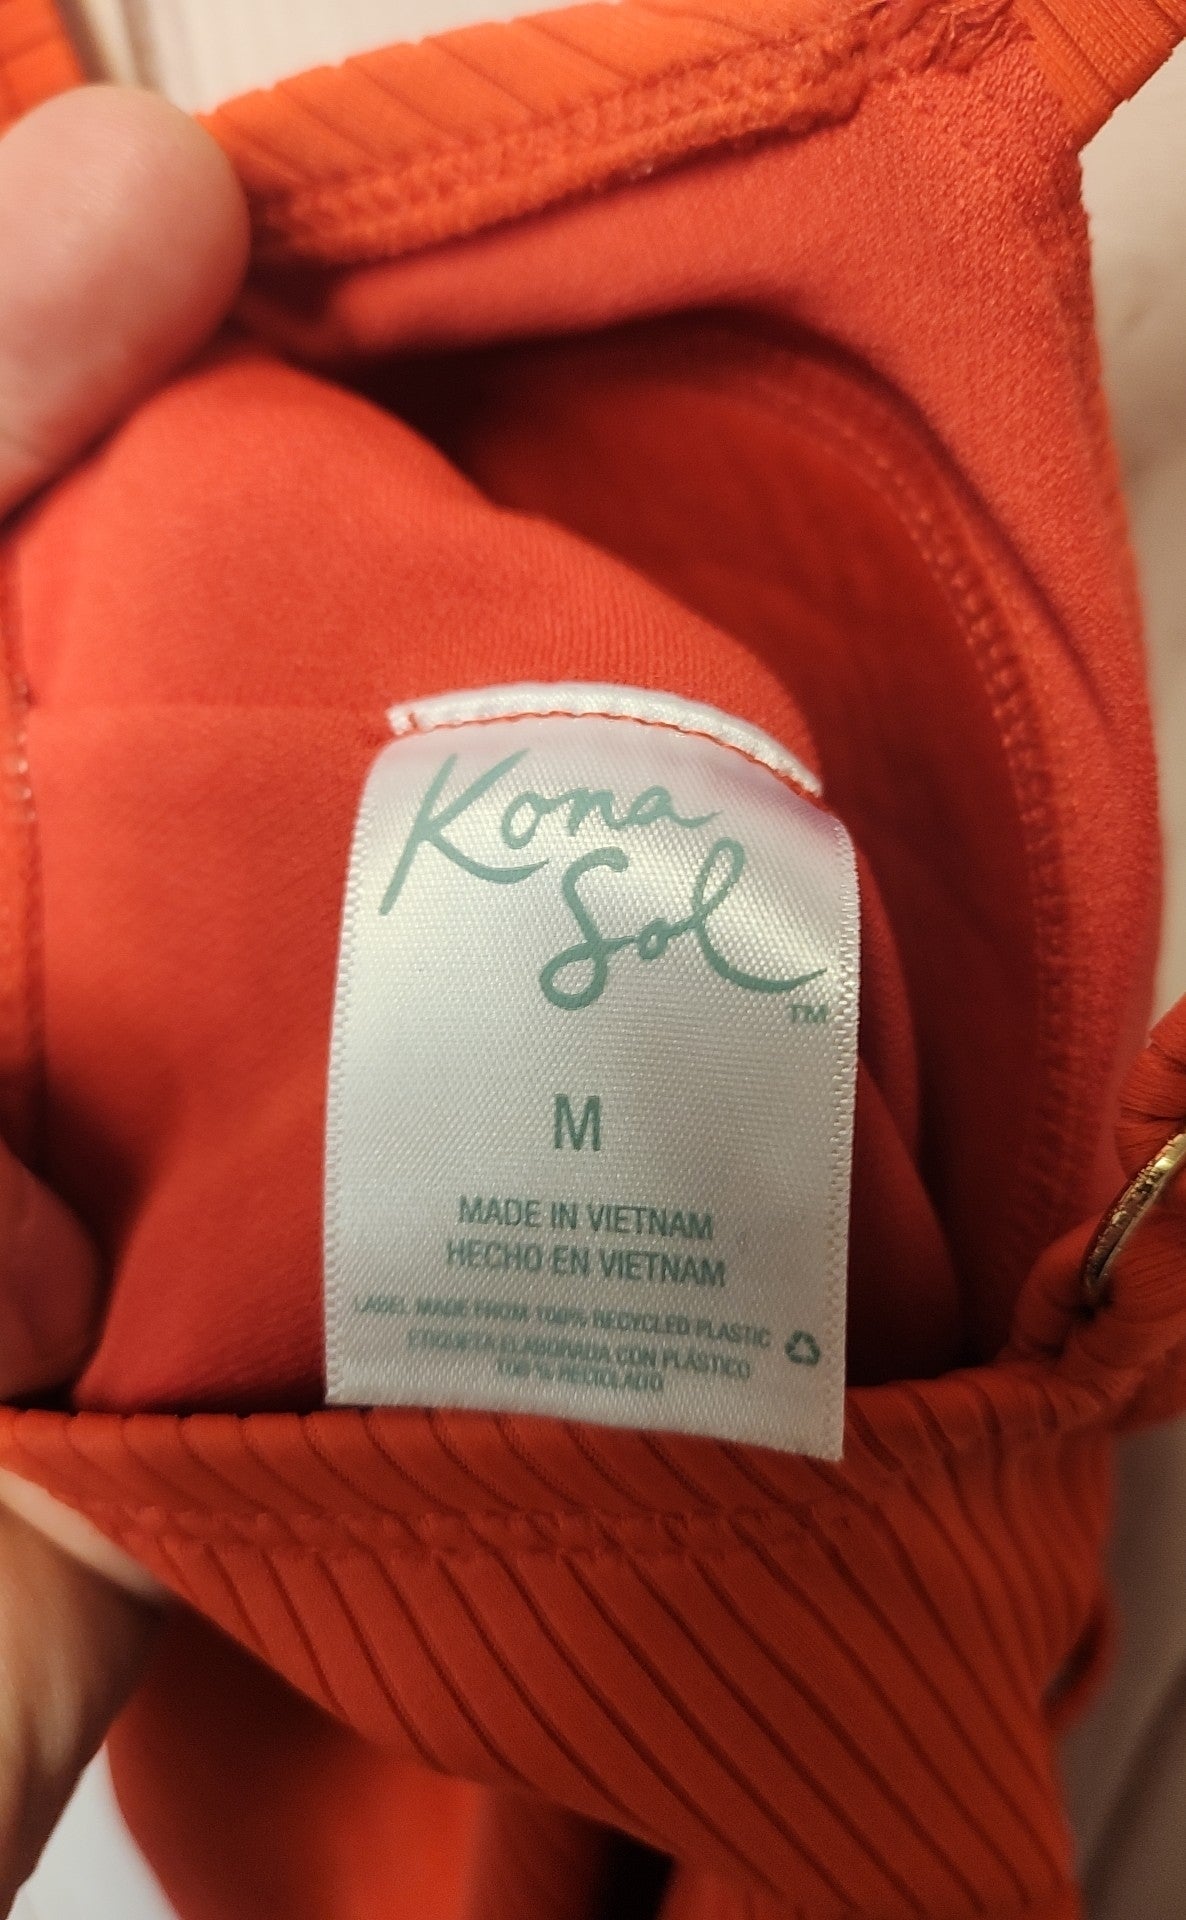 Kona
Sol
TM
M
MADE IN VIETNAM
HECHO EN VIETNAM
LABEL MADE FROM 100% RECYCLED PLASTIC
ETIQUETA ELABORADA CON PLÁSTICO
100 % RECICLADO